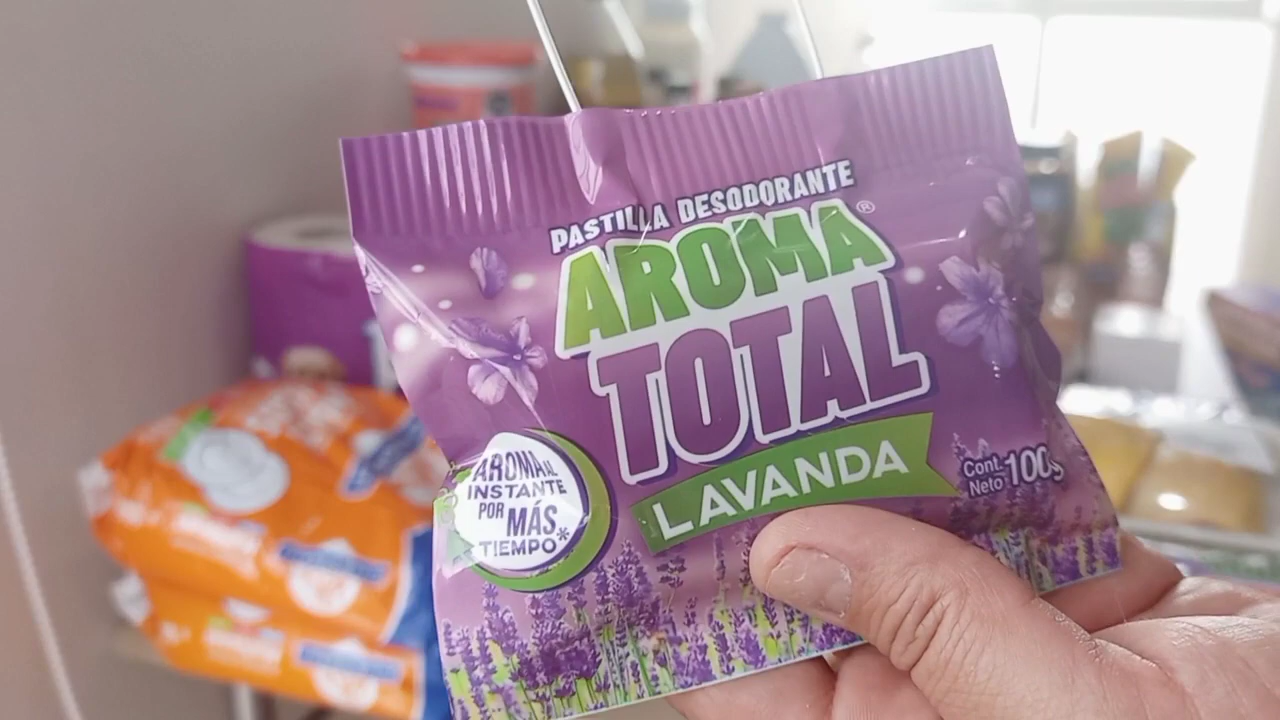 PASTILLA DESODORANTE
AROMA®
TOTAL
LAVANDA
Cont.
Neto 100g
AROMA AL
INSTANTE
POR MÁS
TIEMPO*